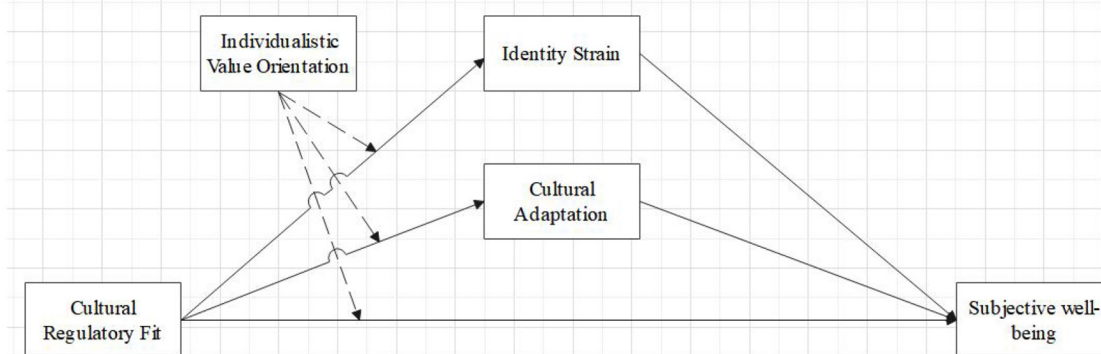 Individualistic
Value Orientation
Identity Strain
Cultural
Adaptation
Cultural
Regulatory Fit
Subjective well-
being